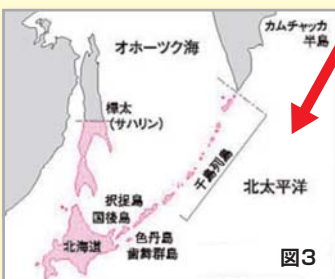 カムチャッカ
半島
オホーツク海
樺太
(サハリン)
千島列島
北太平洋
択捉島
国後島
色丹島
歯舞群島
北海道
図3